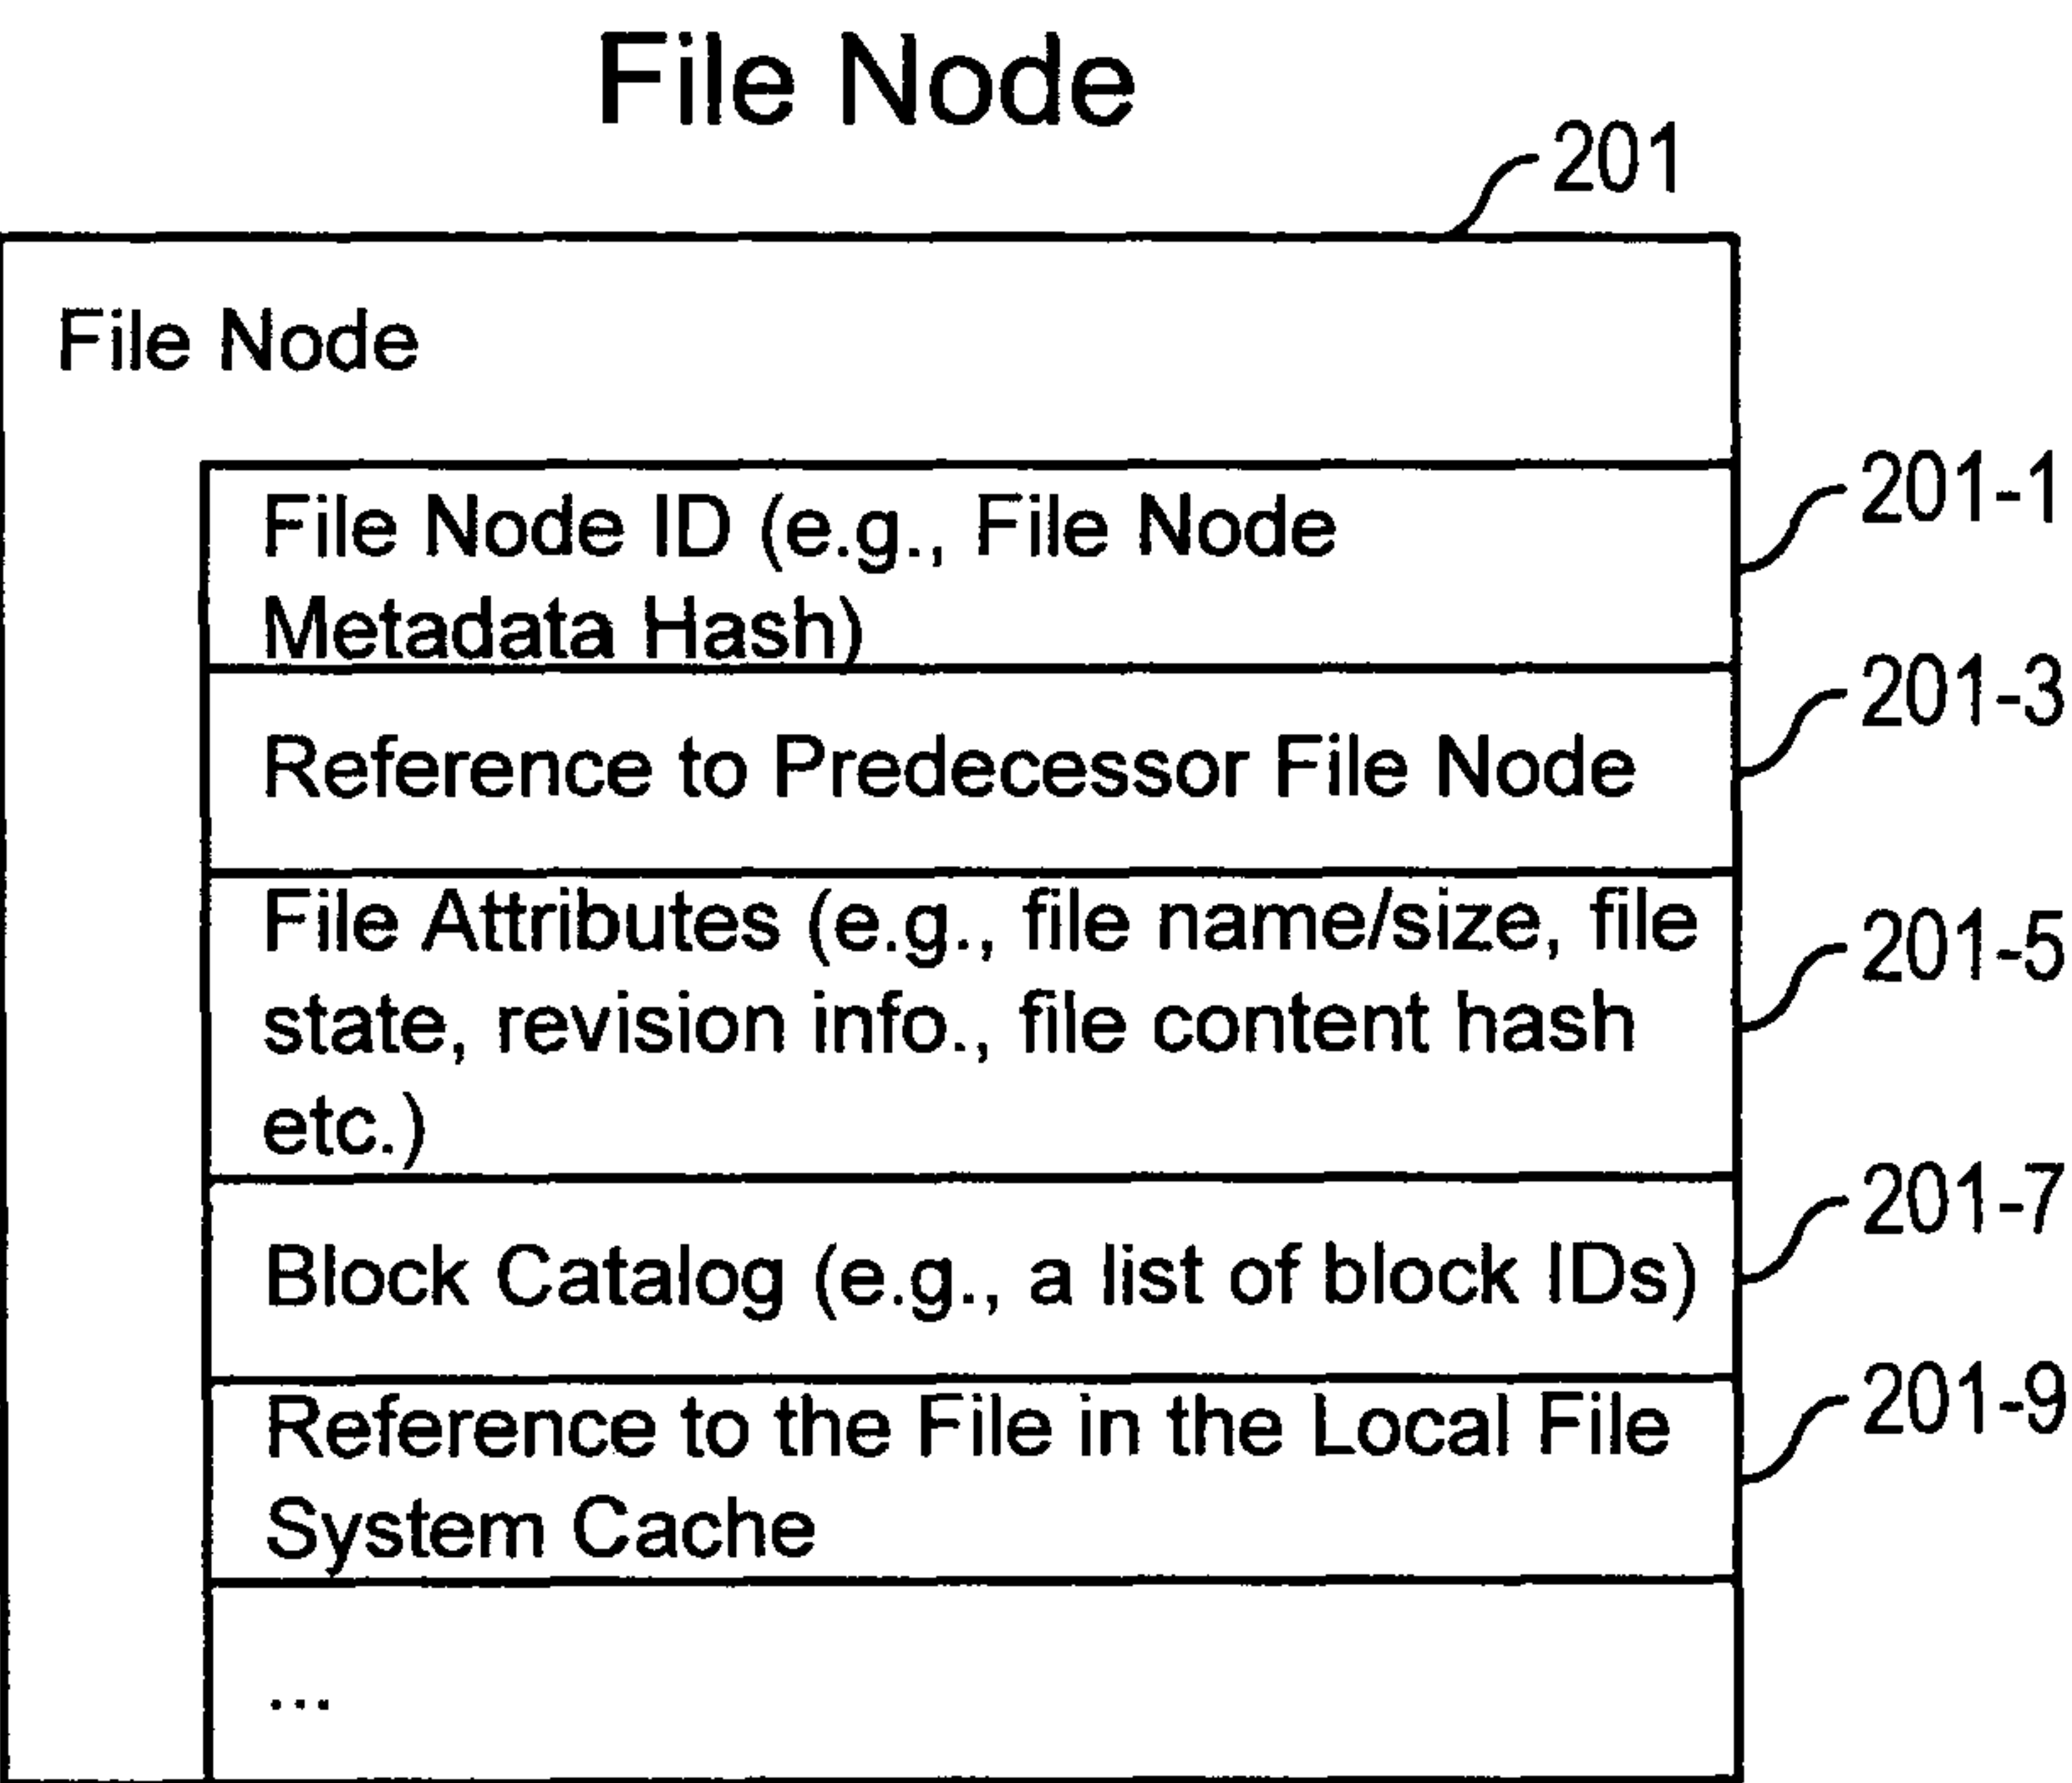 File Node
201
File Node
File Node ID (e.g., File Node
Metadata Hash)
201-1
Reference to Predecessor File Node
201-3
File Attributes (e.g., file name/size, file
state, revision info., file content hash
etc.)
201-5
Block Catalog (e.g., a list of block IDs)
201-7
Reference to the File in the Local File
System Cache
201-9
...